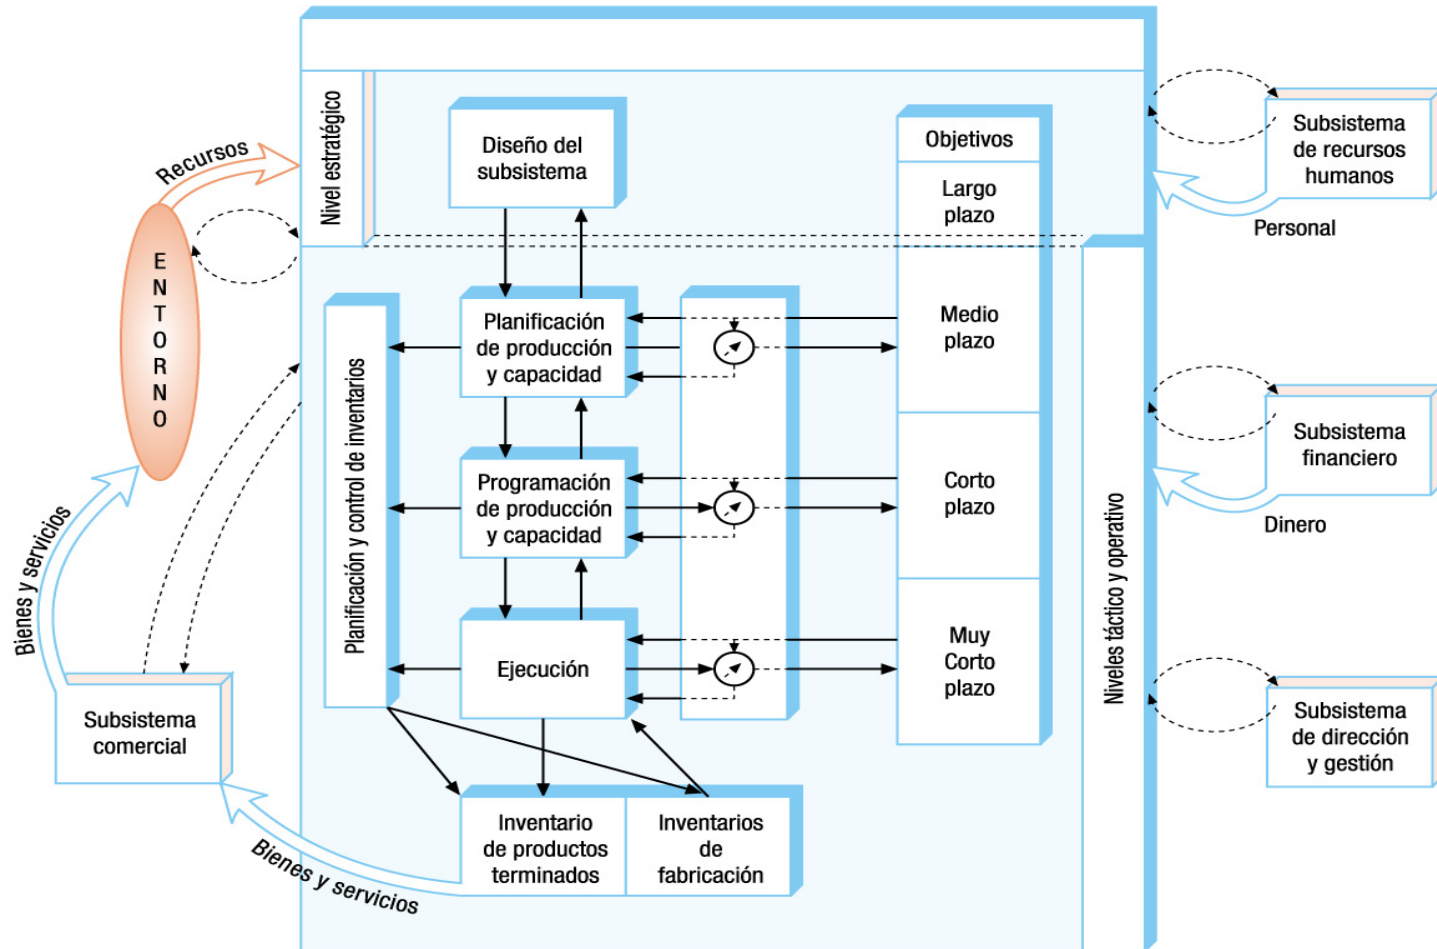 Recursos
ENTORNO
Bienes y servicios
Subsistema
comercial
Bienes y servicios
Nivel estratégico
Diseño del
subsistema
Planificación y control de inventarios
Planificación
de producción
y capacidad
Programación
de producción
y capacidad
Ejecución
Inventario
de productos
terminados
Inventarios
de
fabricación
Objetivos
Largo
plazo
Medio
plazo
Corto
plazo
Muy
Corto
plazo
Niveles táctico y operativo
Subsistema
de recursos
humanos
Personal
Subsistema
financiero
Dinero
Subsistema
de dirección
y gestión